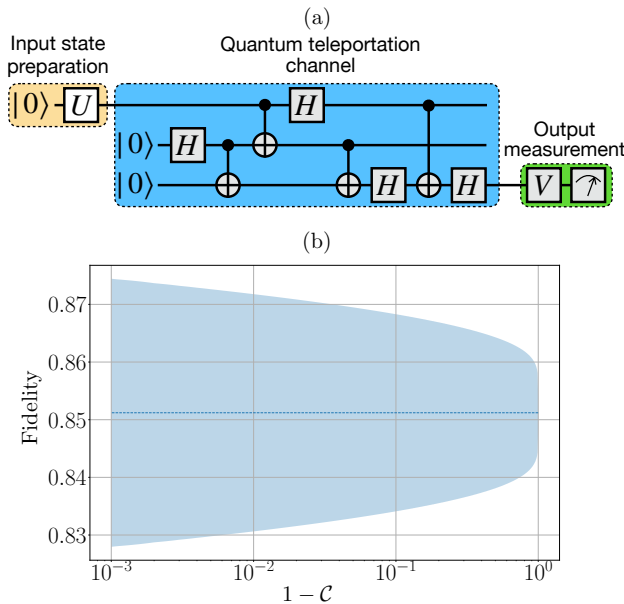 (a)
Input state preparation
Quantum teleportation channel
|0⟩ U H
|0⟩ H
Output measurement
|0⟩ H H V
(b)
Fidelity
0.87
0.86
0.85
0.84
0.83
10⁻³ 10⁻² 10⁻¹ 10⁰
1 − 𝒞